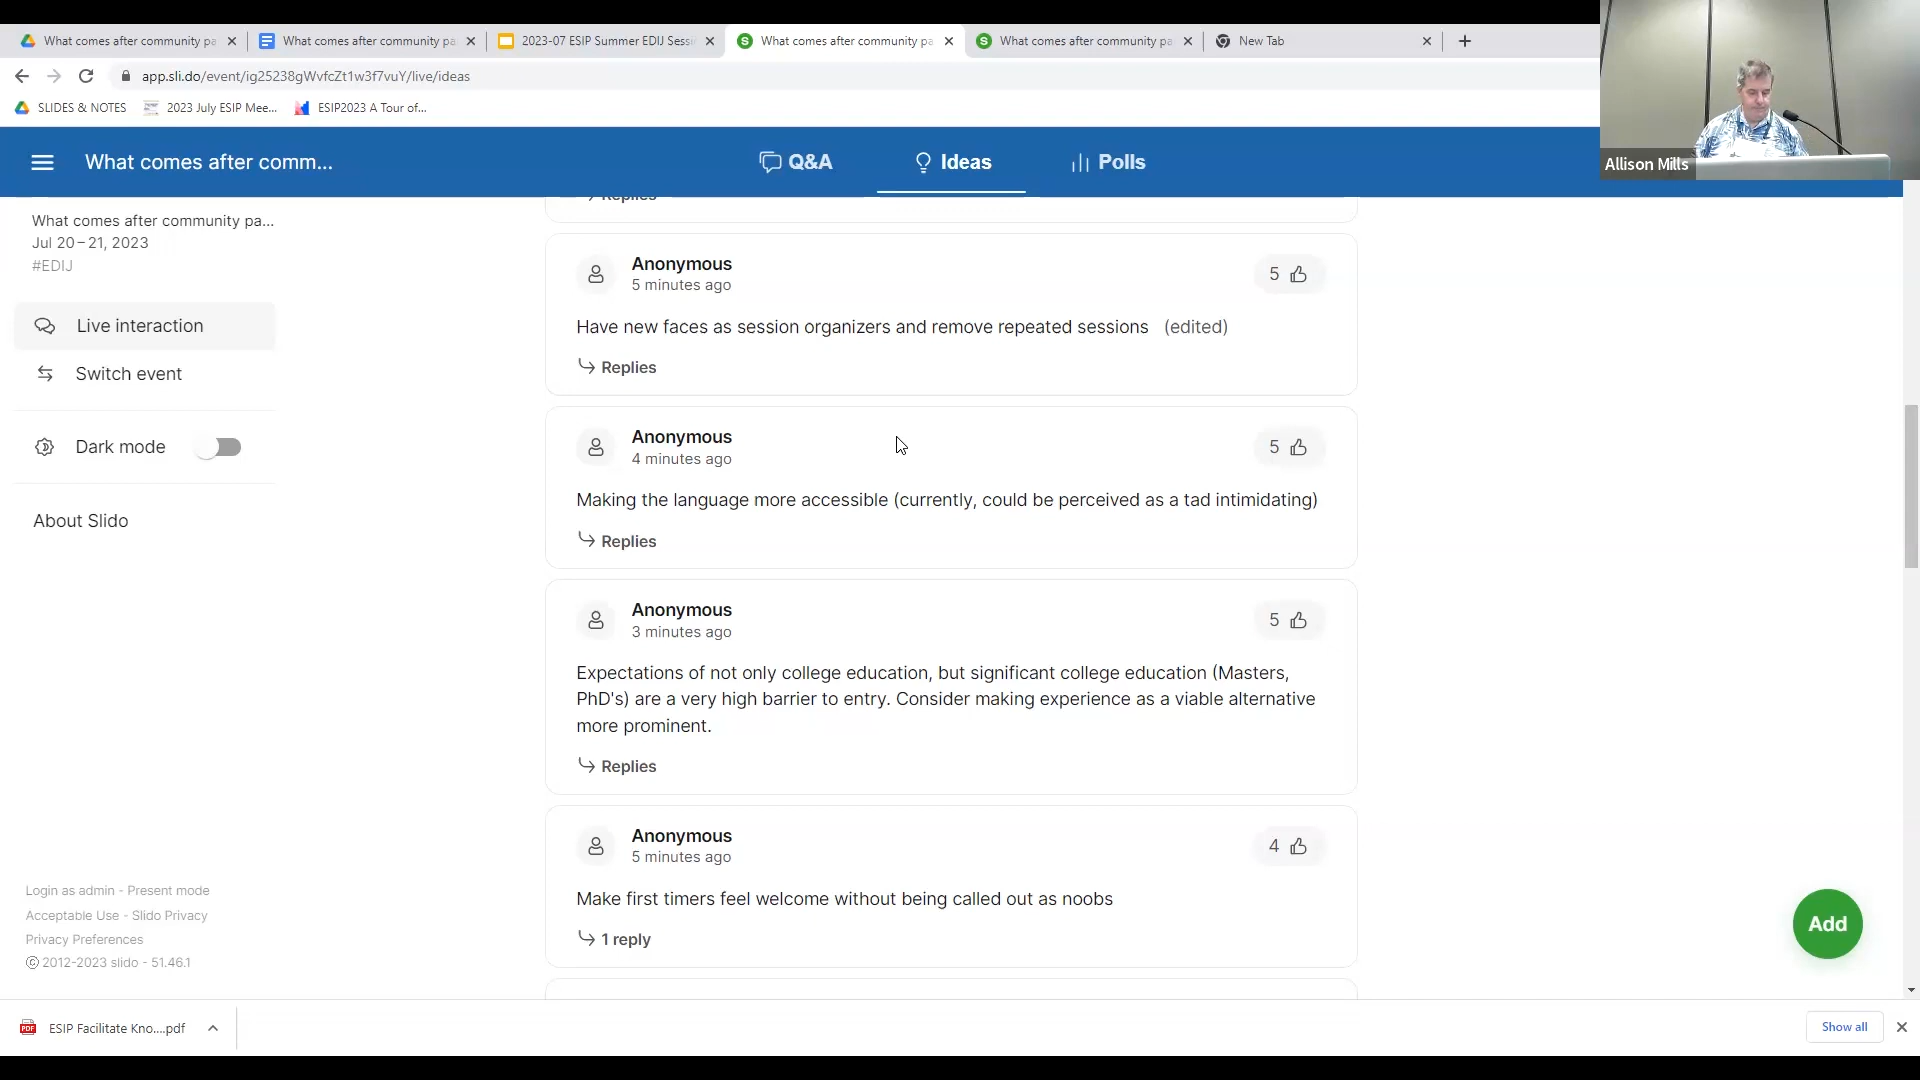 What comes after community pa
What comes after community pa
2023-07 ESIP Summer EDIJ Sessi
What comes after community pa
What comes after community pa
New Tab
app.sli.do/event/ig25238gWvfcZt1w3f7vuY/live/ideas
SLIDES & NOTES
2023 July ESIP Mee...
ESIP2023 A Tour of...
Allison Mills
What comes after comm...
Q&A
Ideas
Polls
What comes after community pa...
Jul 20 – 21, 2023
#EDIJ
Live interaction
Switch event
Dark mode
About Slido
Login as admin - Present mode
Acceptable Use - Slido Privacy
Privacy Preferences
© 2012-2023 slido - 51.46.1
Replies
Anonymous
5 minutes ago
5
Have new faces as session organizers and remove repeated sessions (edited)
Replies
Anonymous
4 minutes ago
5
Making the language more accessible (currently, could be perceived as a tad intimidating)
Replies
Anonymous
3 minutes ago
5
Expectations of not only college education, but significant college education (Masters,
PhD's) are a very high barrier to entry. Consider making experience as a viable alternative
more prominent.
Replies
Anonymous
5 minutes ago
4
Make first timers feel welcome without being called out as noobs
1 reply
Add
PDF
ESIP Facilitate Kno....pdf
Show all